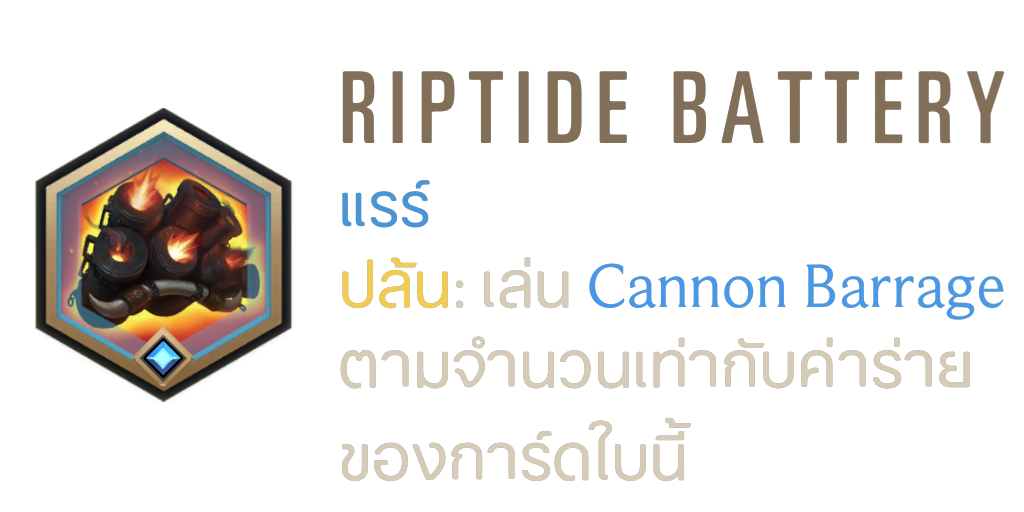 RIPTIDE BATTERY
แรร์
ปล้น: เล่น Cannon Barrage
ตามจำนวนเท่ากับค่าร่าย
ของการ์ดใบนี้